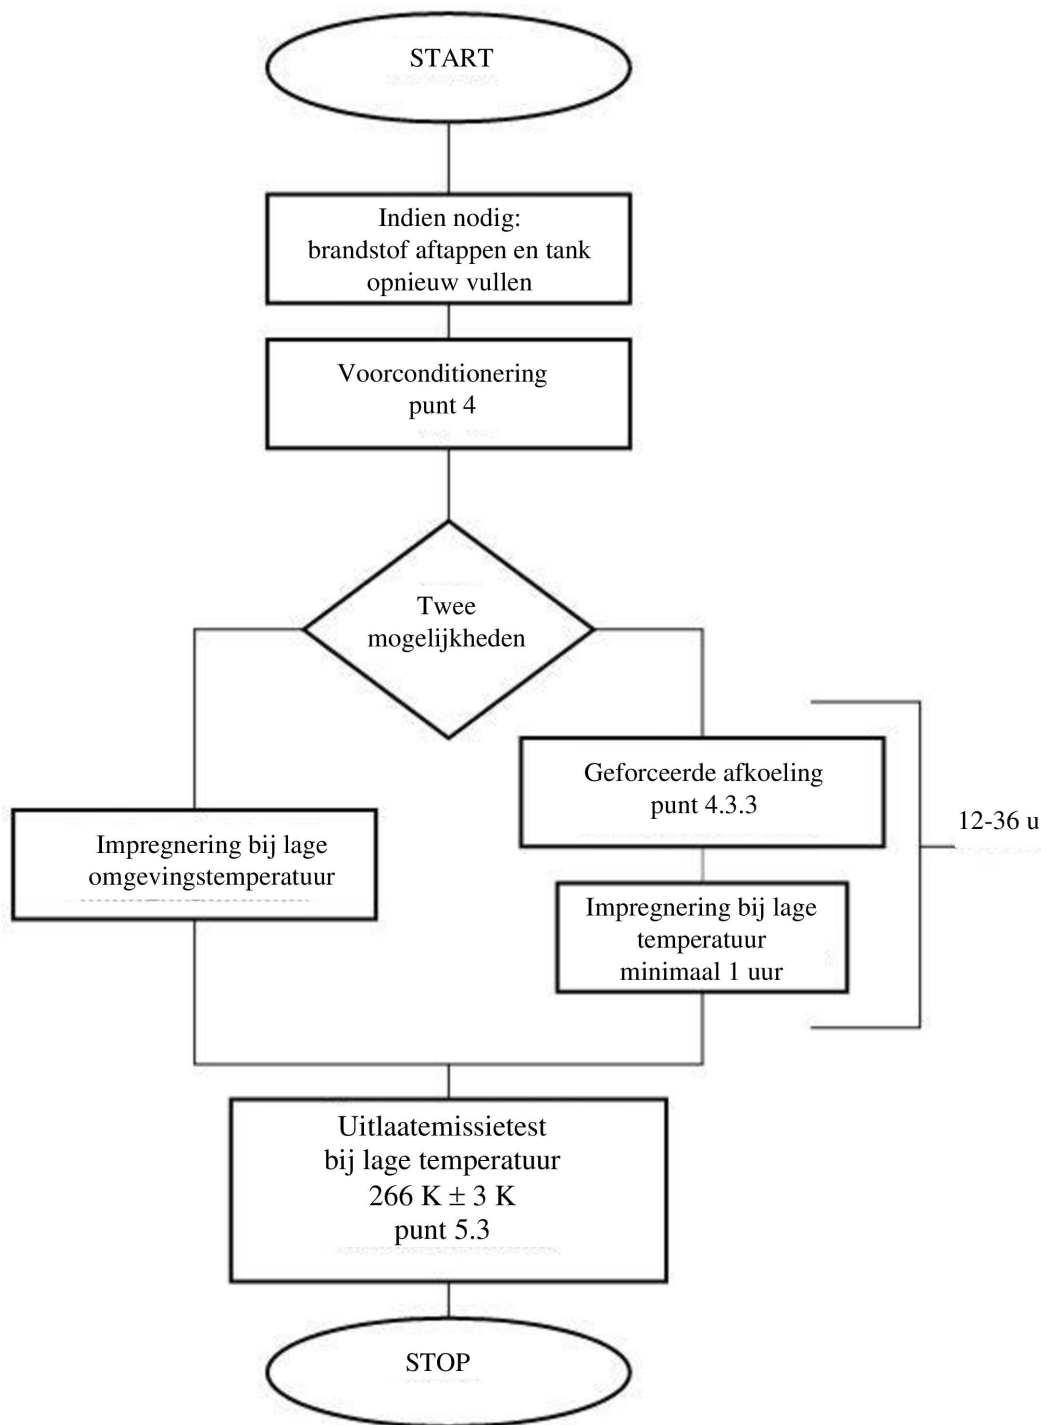 START
Indien nodig:
brandstof aftappen en tank
opnieuw vullen
Voorconditionering
punt 4
Twee
mogelijkheden
Geforceerde afkoeling
punt 4.3.3
12-36 u
Impregnering bij lage
omgevingstemperatuur
Impregnering bij lage
temperatuur
minimaal 1 uur
Uitlaatemissietest
bij lage temperatuur
266 K ± 3 K
punt 5.3
STOP